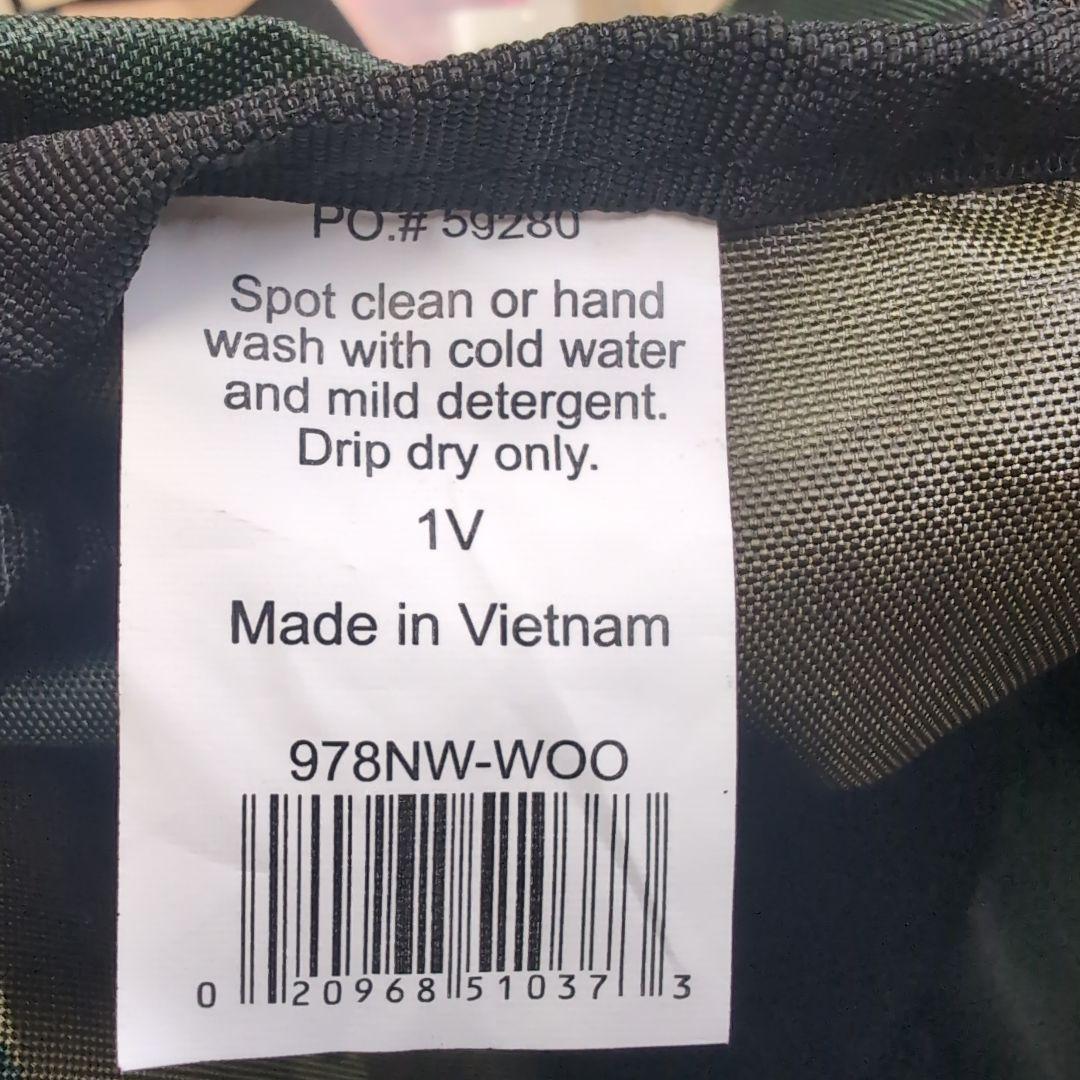 PO.# 59280
Spot clean or hand
wash with cold water
and mild detergent.
Drip dry only.
1V
Made in Vietnam
978NW-WOO
0 20968 51037 3